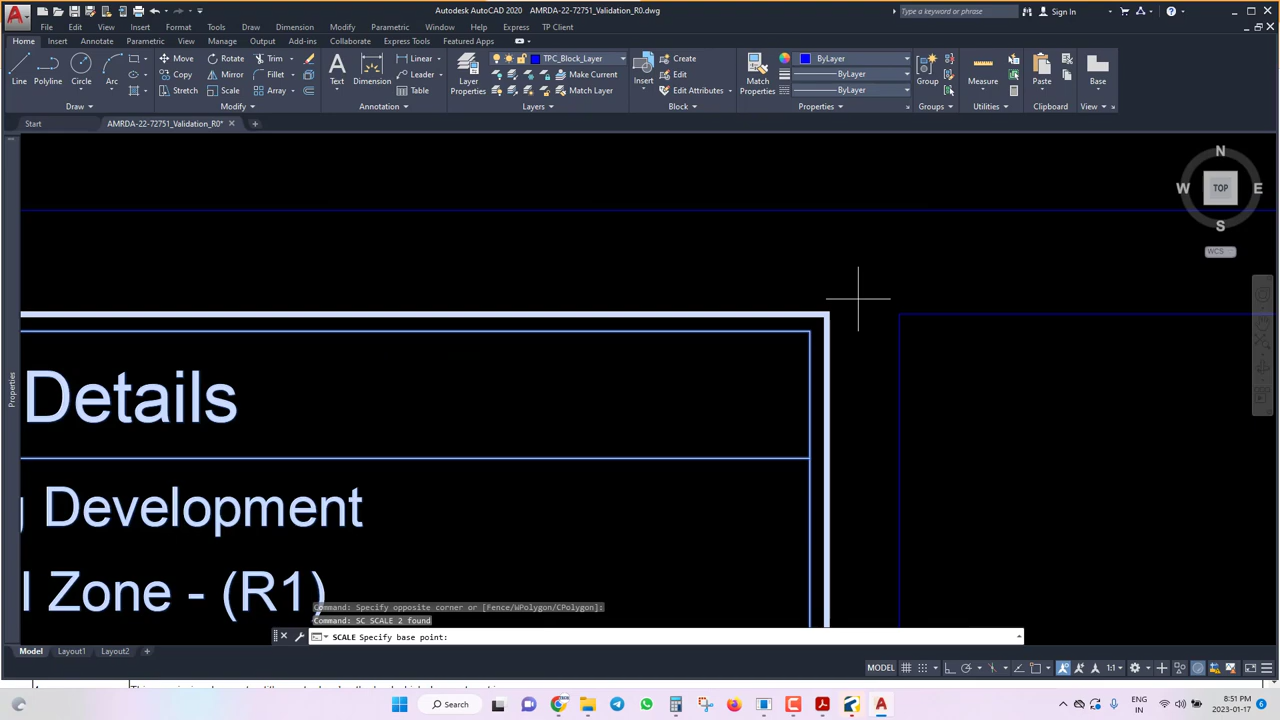 Autodesk AutoCAD 2020 AMRDA-22-72751_Validation_R0.dwg
Type a keyword or phrase
Sign In
File Edit View Insert Format Tools Draw Dimension Modify Parametric Window Help Express TP Client
Home Insert Annotate Parametric View Manage Output Add-ins Collaborate Express Tools Featured Apps
Line Polyline Circle Arc
Draw
Move Rotate Trim
Copy Mirror Fillet
Stretch Scale Array
Modify
Text Dimension
Linear
Leader
Table
Annotation
Layer Properties
TPC_Block_Layer
Make Current
Match Layer
Layers
Insert
Create
Edit
Edit Attributes
Block
Match Properties
ByLayer
ByLayer
ByLayer
Properties
Group
Groups
Measure
Utilities
Paste
Clipboard
Base
View
Start AMRDA-22-72751_Validation_R0*
N
W TOP E
S
WCS
Properties
Details
Development
l Zone - (R1)
Command: Specify opposite corner or [Fence/WPolygon/CPolygon]:
Command: SC SCALE 2 found
SCALE Specify base point:
Model Layout1 Layout2
MODEL 1:1
Search
ENG
IN
8:51 PM
2023-01-17